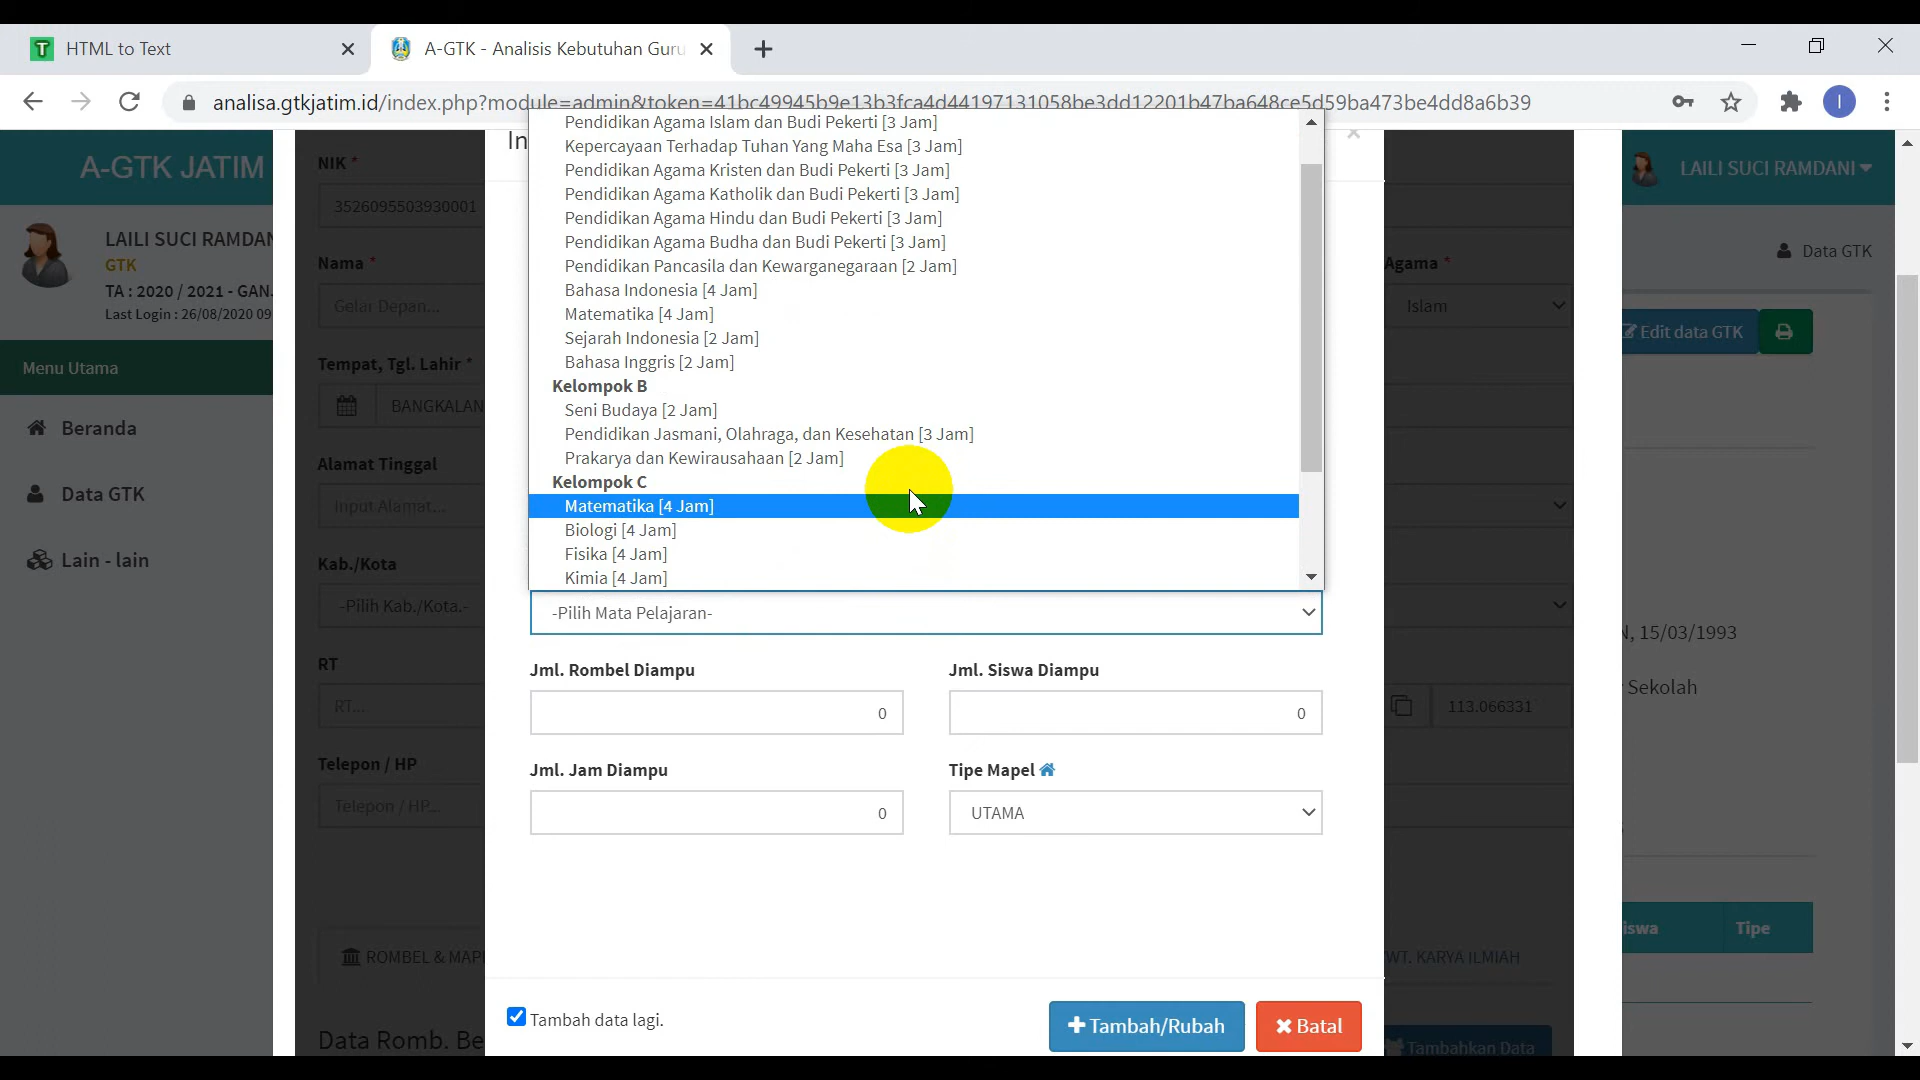 HTML to Text
A-GTK - Analisis Kebutuhan Guru
analisa.gtkjatim.id/index.php?module=admin&token=41bc49945b9e13b3fca4d44197131058be3dd12201b47ba648ce5d59ba473be4dd8a6b39
I
A-GTK JATIM
LAILI SUCI RAMDANI
LAILI SUCI RAMDAN
GTK
TA : 2020 / 2021 - GAN.
Last Login : 26/08/2020 09
Menu Utama
Beranda
Data GTK
Lain - lain
NIK *
3526095503930001
Nama *
Gelar Depan...
Tempat, Tgl. Lahir *
BANGKALAN
Alamat Tinggal
Input Alamat...
Kab./Kota
-Pilih Kab./Kota.-
RT
RT...
Telepon / HP
Telepon / HP...
ROMBEL & MAP
Data Romb. Be
In
Pendidikan Agama Islam dan Budi Pekerti [3 Jam]
Kepercayaan Terhadap Tuhan Yang Maha Esa [3 Jam]
Pendidikan Agama Kristen dan Budi Pekerti [3 Jam]
Pendidikan Agama Katholik dan Budi Pekerti [3 Jam]
Pendidikan Agama Hindu dan Budi Pekerti [3 Jam]
Pendidikan Agama Budha dan Budi Pekerti [3 Jam]
Pendidikan Pancasila dan Kewarganegaraan [2 Jam]
Bahasa Indonesia [4 Jam]
Matematika [4 Jam]
Sejarah Indonesia [2 Jam]
Bahasa Inggris [2 Jam]
Kelompok B
Seni Budaya [2 Jam]
Pendidikan Jasmani, Olahraga, dan Kesehatan [3 Jam]
Prakarya dan Kewirausahaan [2 Jam]
Kelompok C
Matematika [4 Jam]
Biologi [4 Jam]
Fisika [4 Jam]
Kimia [4 Jam]
-Pilih Mata Pelajaran-
Jml. Rombel Diampu
Jml. Siswa Diampu
0
0
Jml. Jam Diampu
Tipe Mapel
0
UTAMA
Tambah data lagi.
Tambah/Rubah
Batal
Agama *
Islam
113.066331
WT. KARYA ILMIAH
Tambahkan Data
Data GTK
Edit data GTK
N, 15/03/1993
Sekolah
iswa
Tipe